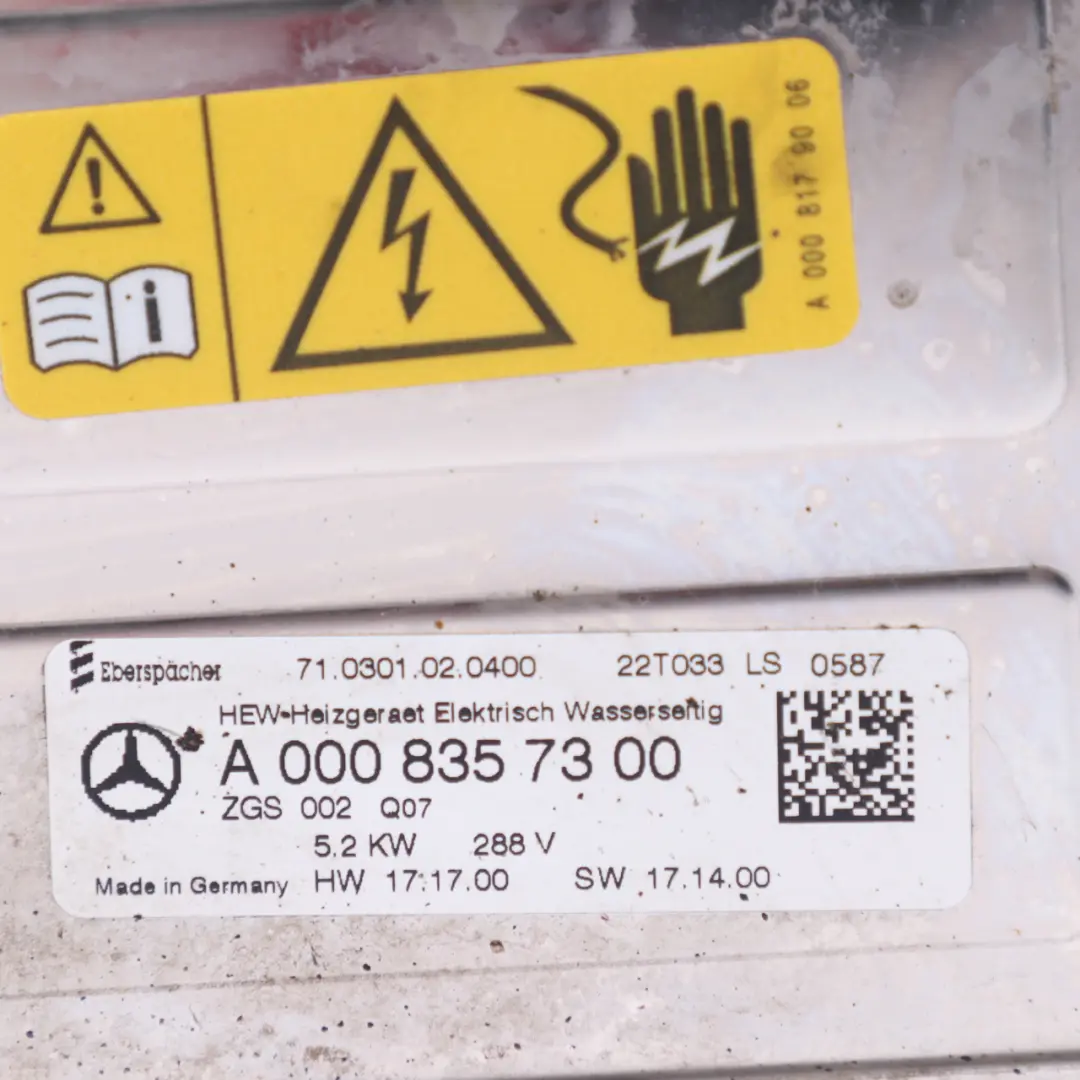 A 000 817 90 06
Eberspächer 71.0301.02.0400 22T033 LS 0587
HEW-Heizgeraet Elektrisch Wasserseitig
A 000 835 73 00
ZGS 002 Q07
5.2 KW 288 V
Made in Germany HW 17.17.00 SW 17.14.00